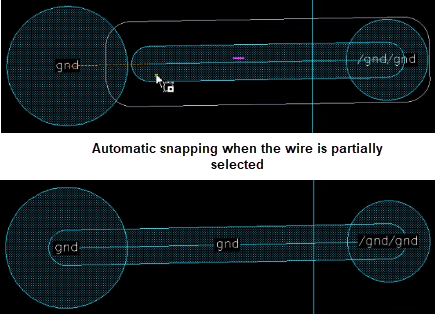 gnd /gnd/gnd
Automatic snapping when the wire is partially
selected
gnd gnd /gnd/gnd